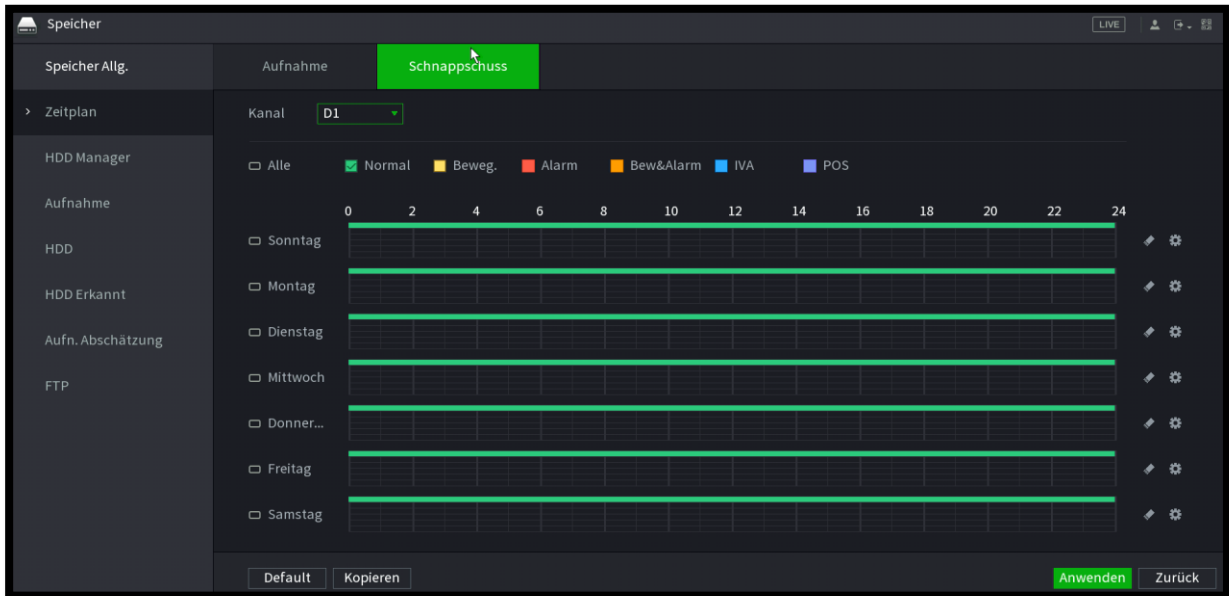 Speicher LIVE
Speicher Allg. Aufnahme Schnappschuss
Zeitplan
HDD Manager
Aufnahme
HDD
HDD Erkannt
Aufn. Abschätzung
FTP
Kanal D1
Alle Normal Beweg. Alarm Bew&Alarm IVA POS
0 2 4 6 8 10 12 14 16 18 20 22 24
Sonntag
Montag
Dienstag
Mittwoch
Donner...
Freitag
Samstag
Default Kopieren Anwenden Zurück